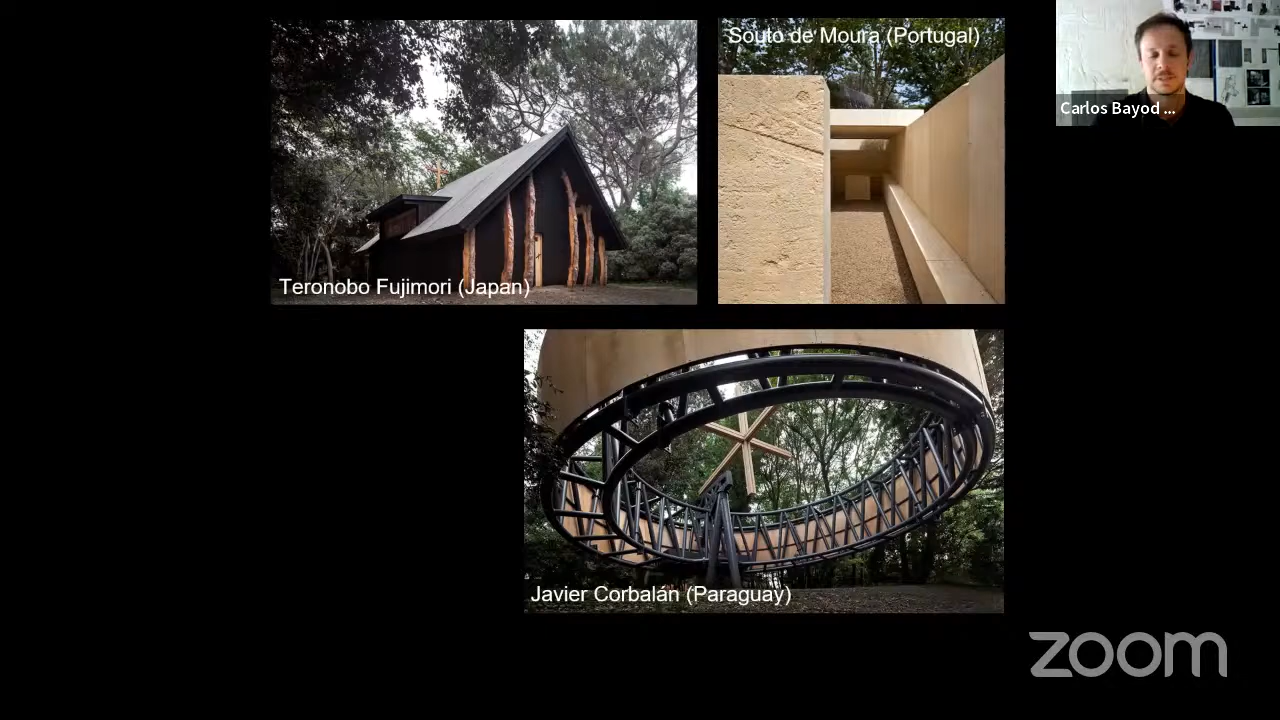 Souto de Moura (Portugal)
Carlos Bayod ...
Teronobo Fujimori (Japan)
Javier Corbalán (Paraguay)
zoom